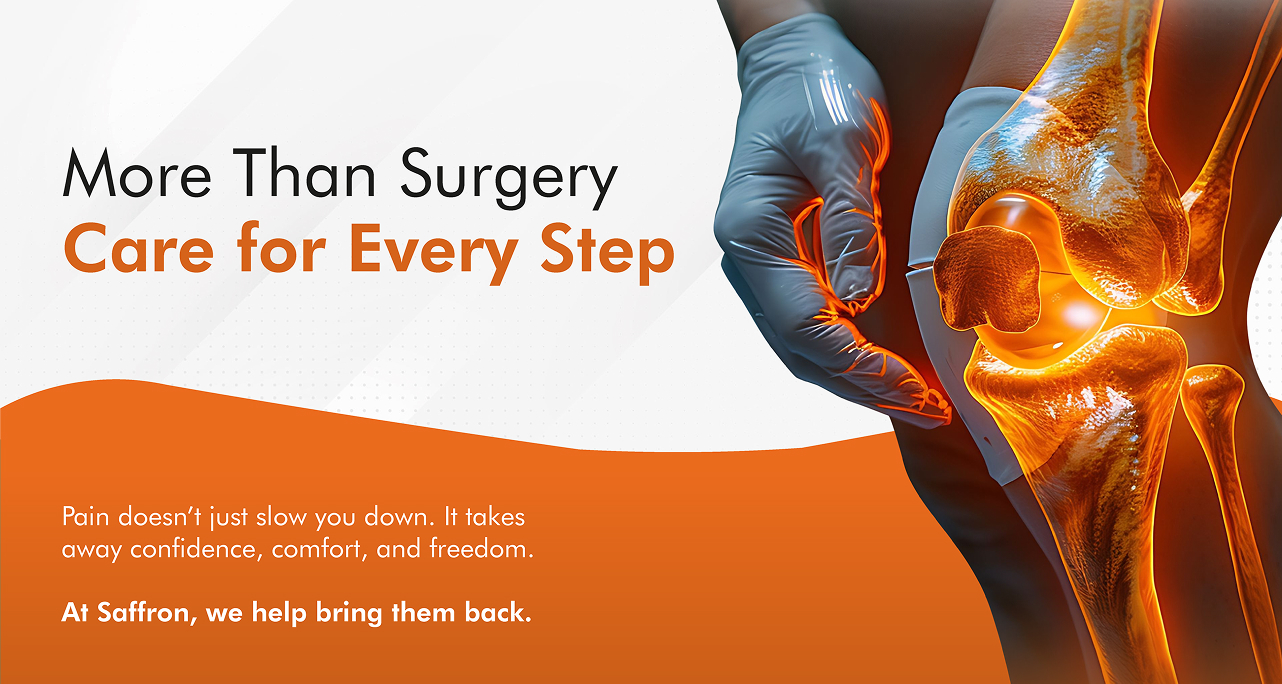 More Than Surgery
Care for Every Step
Pain doesn’t just slow you down. It takes
away confidence, comfort, and freedom.
At Saffron, we help bring them back.